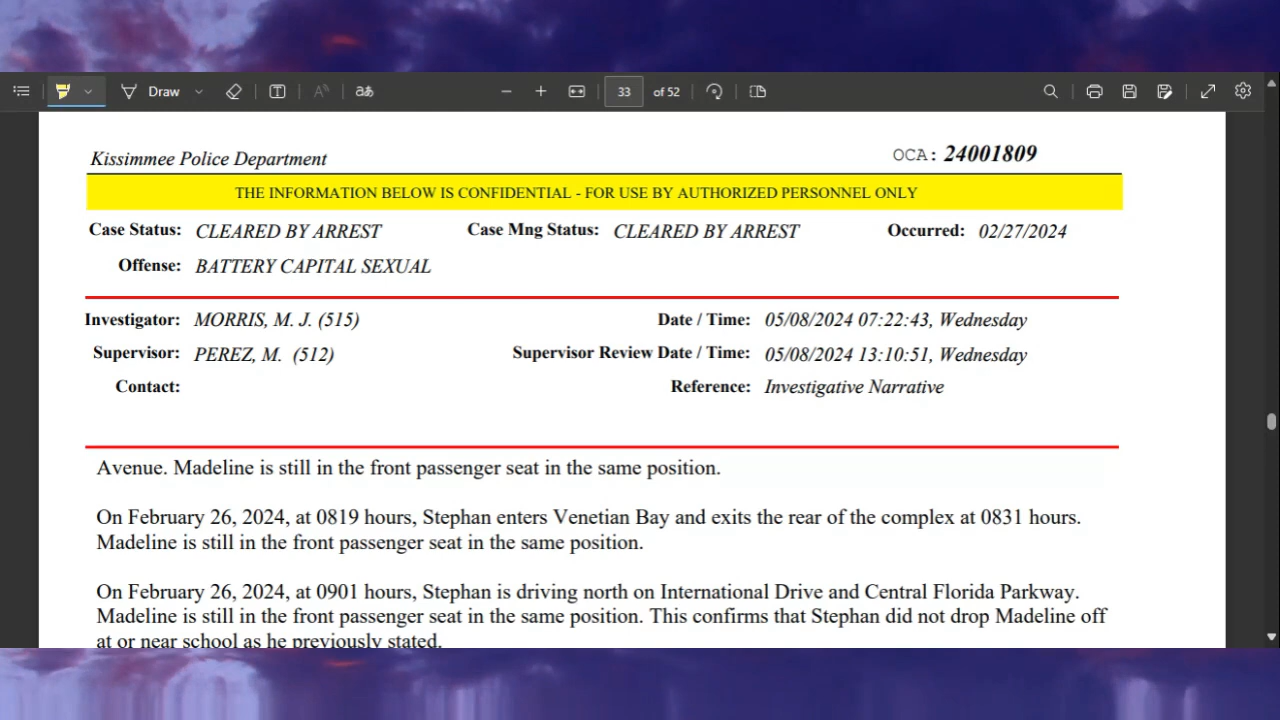 Draw
33 of 52
Kissimmee Police Department OCA: 24001809
THE INFORMATION BELOW IS CONFIDENTIAL - FOR USE BY AUTHORIZED PERSONNEL ONLY
Case Status: CLEARED BY ARREST Case Mng Status: CLEARED BY ARREST Occurred: 02/27/2024
Offense: BATTERY CAPITAL SEXUAL
Investigator: MORRIS, M. J. (515) Date / Time: 05/08/2024 07:22:43, Wednesday
Supervisor: PEREZ, M. (512) Supervisor Review Date / Time: 05/08/2024 13:10:51, Wednesday
Contact: Reference: Investigative Narrative
Avenue. Madeline is still in the front passenger seat in the same position.
On February 26, 2024, at 0819 hours, Stephan enters Venetian Bay and exits the rear of the complex at 0831 hours.
Madeline is still in the front passenger seat in the same position.
On February 26, 2024, at 0901 hours, Stephan is driving north on International Drive and Central Florida Parkway.
Madeline is still in the front passenger seat in the same position. This confirms that Stephan did not drop Madeline off
at or near school as he previously stated.